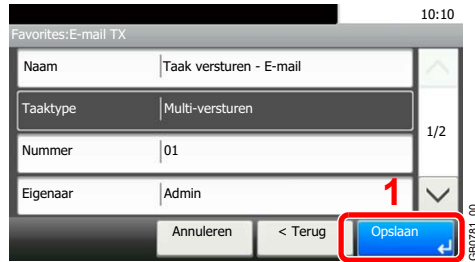 10:10
Favorites:E-mail TX
Naam Taak versturen - E-mail
Taaktype Multi-versturen
1/2
Nummer 01
Eigenaar Admin
1
Annuleren < Terug Opslaan
GB0781_00